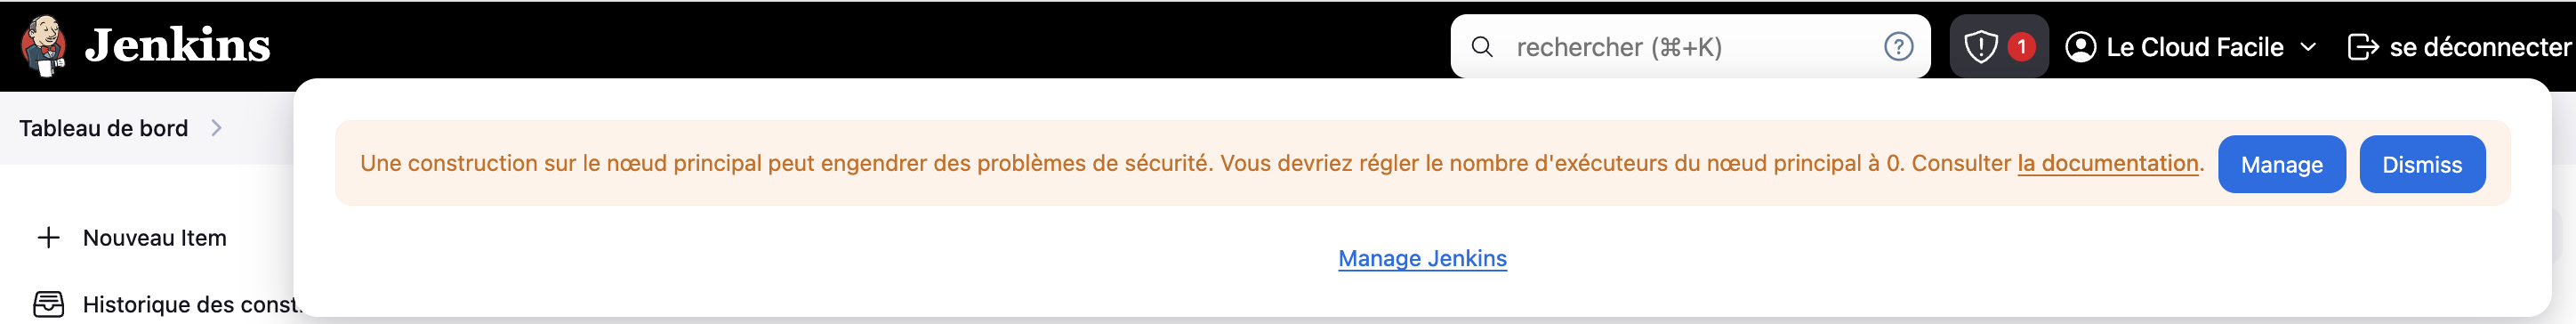 Jenkins
rechercher (⌘+K)
?
1
Le Cloud Facile
se déconnecter
Tableau de bord
Une construction sur le nœud principal peut engendrer des problèmes de sécurité. Vous devriez régler le nombre d'exécuteurs du nœud principal à 0. Consulter la documentation.
Manage
Dismiss
Nouveau Item
Manage Jenkins
Historique des const